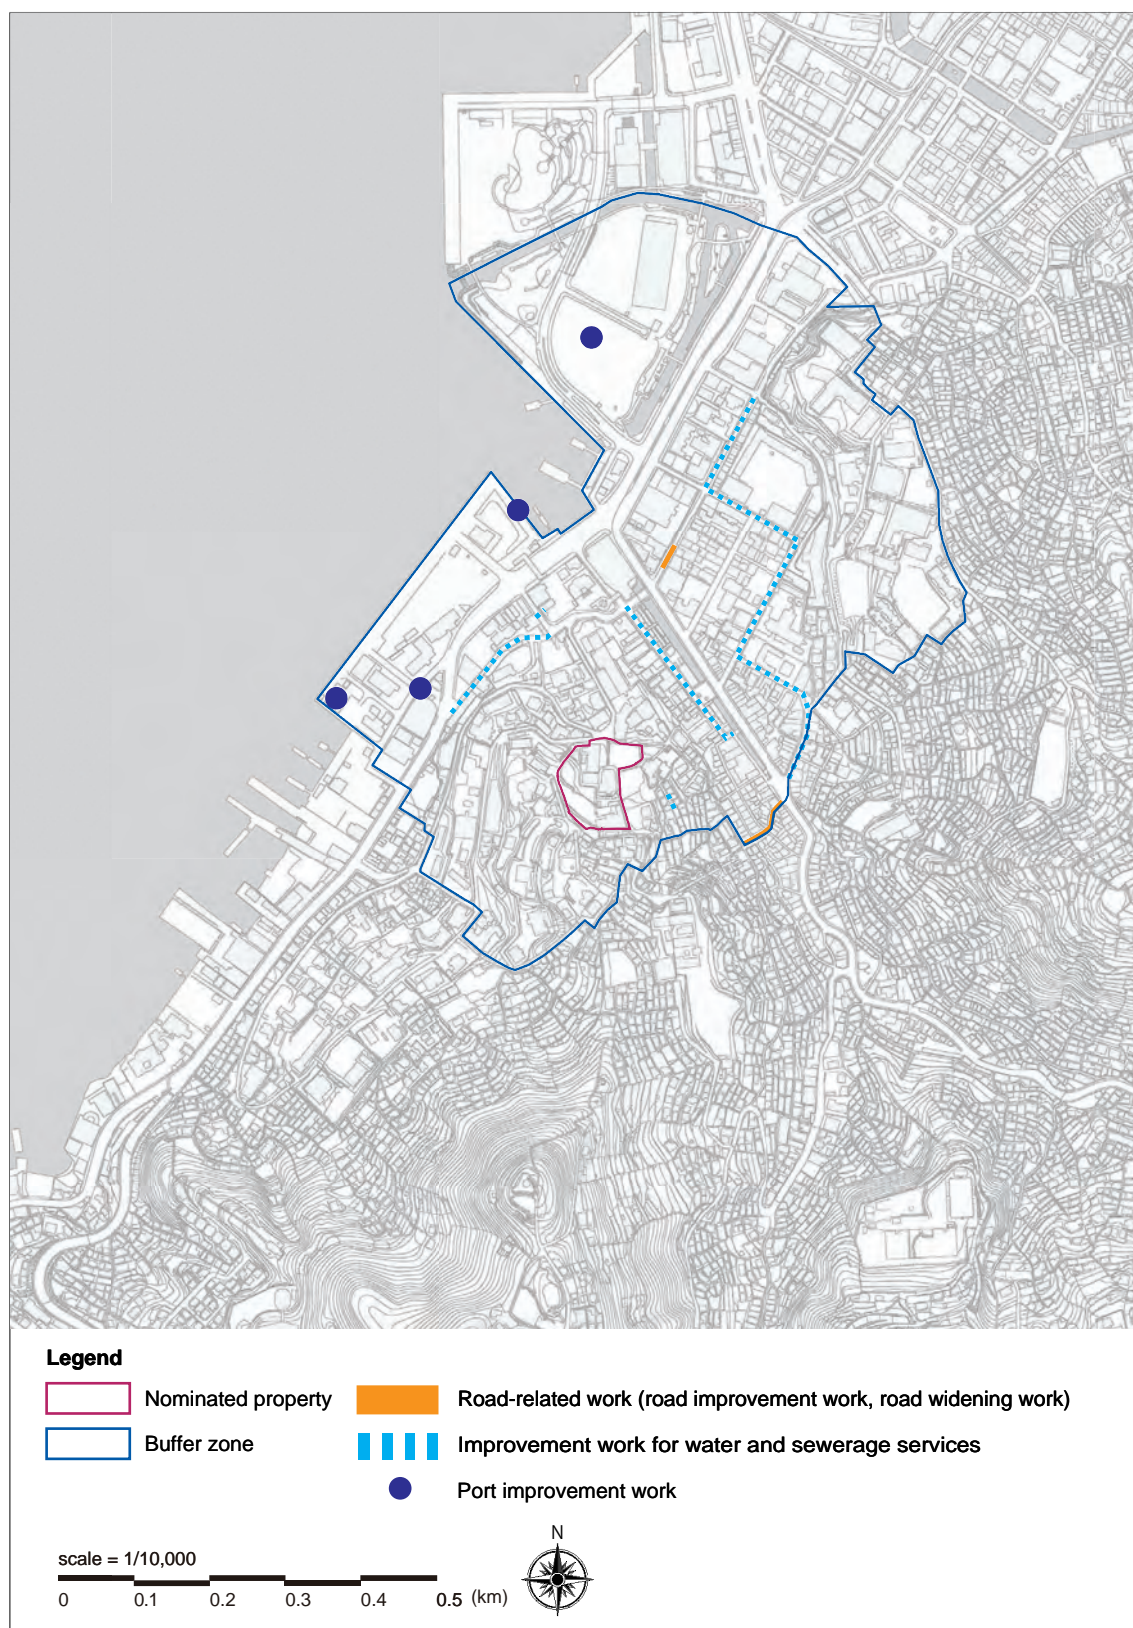 Legend
Nominated property
Buffer zone
Road-related work (road improvement work, road widening work)
Improvement work for water and sewerage services
Port improvement work
scale = 1/10,000
0 0.1 0.2 0.3 0.4 0.5 (km)
N